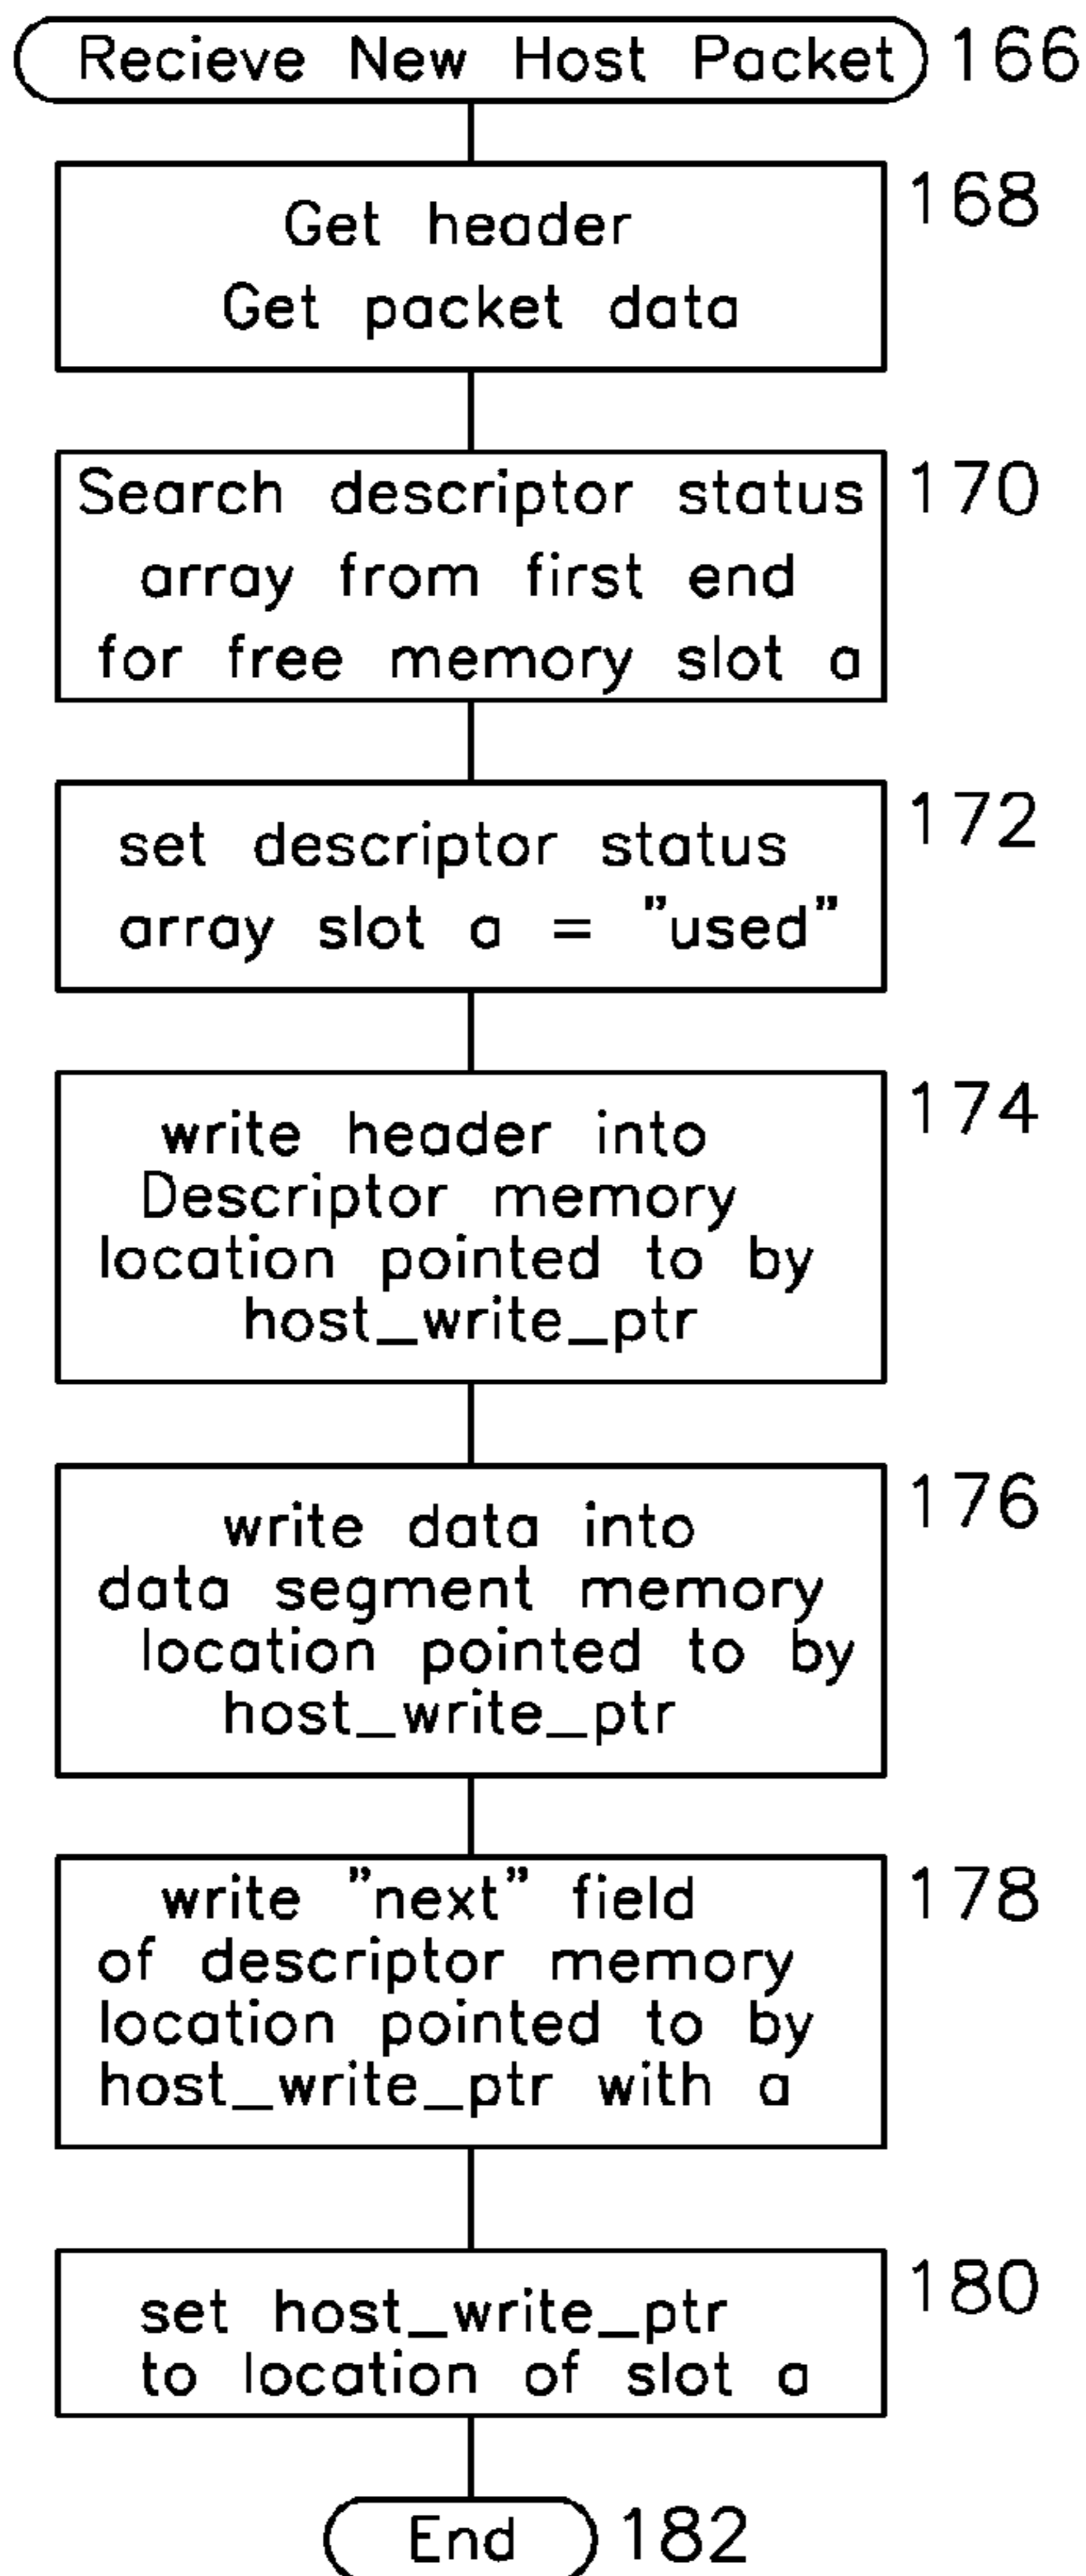 Recieve New Host Packet 166
168
Get header
Get packet data
170
Search descriptor status
array from first end
for free memory slot a
172
set descriptor status
array slot a = "used"
174
write header into
Descriptor memory
location pointed to by
host_write_ptr
176
write data into
data segment memory
location pointed to by
host_write_ptr
178
write "next" field
of descriptor memory
location pointed to by
host_write_ptr with a
180
set host_write_ptr
to location of slot a
End 182